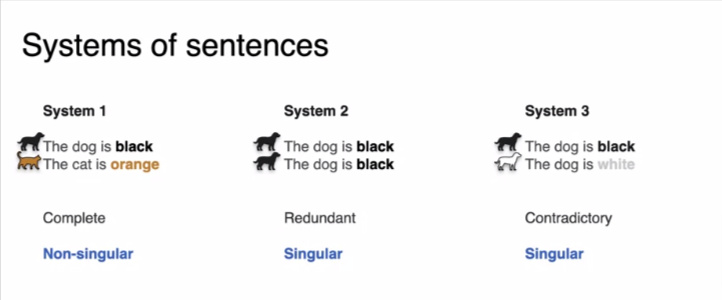 Systems of sentences
System 1
The dog is black
The cat is orange
Complete
Non-singular
System 2
The dog is black
The dog is black
Redundant
Singular
System 3
The dog is black
The dog is white
Contradictory
Singular